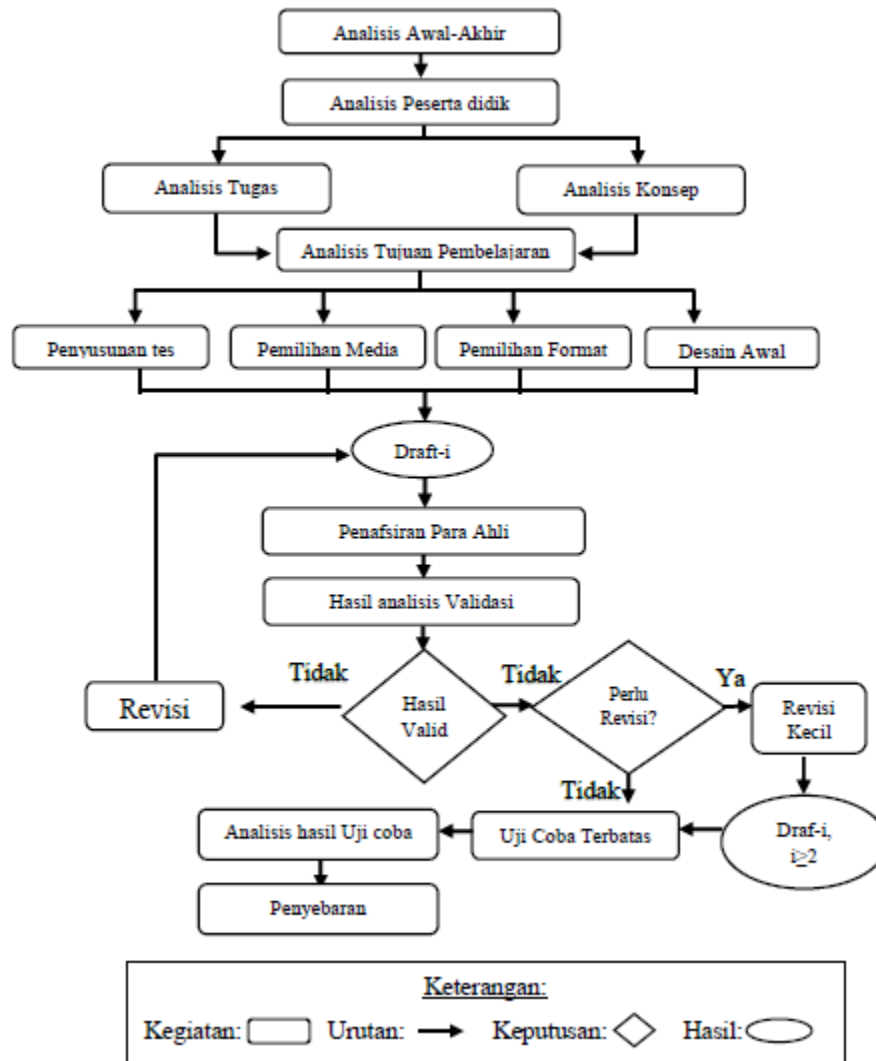 Analisis Awal-Akhir
Analisis Peserta didik
Analisis Tugas
Analisis Konsep
Analisis Tujuan Pembelajaran
Penyusunan tes
Pemilihan Media
Pemilihan Format
Desain Awal
Draft-i
Penafsiran Para Ahli
Hasil analisis Validasi
Tidak
Tidak
Ya
Revisi
Hasil
Valid
Perlu
Revisi?
Revisi
Kecil
Tidak
Analisis hasil Uji coba
Uji Coba Terbatas
Draf-i,
i≥2
Penyebaran
Keterangan:
Kegiatan: Urutan: Keputusan: Hasil: